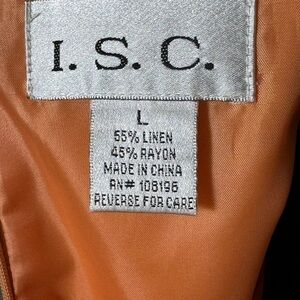 I. S. C.
L
55% LINEN
45% RAYON
MADE IN CHINA
RN# 108196
REVERSE FOR CARE